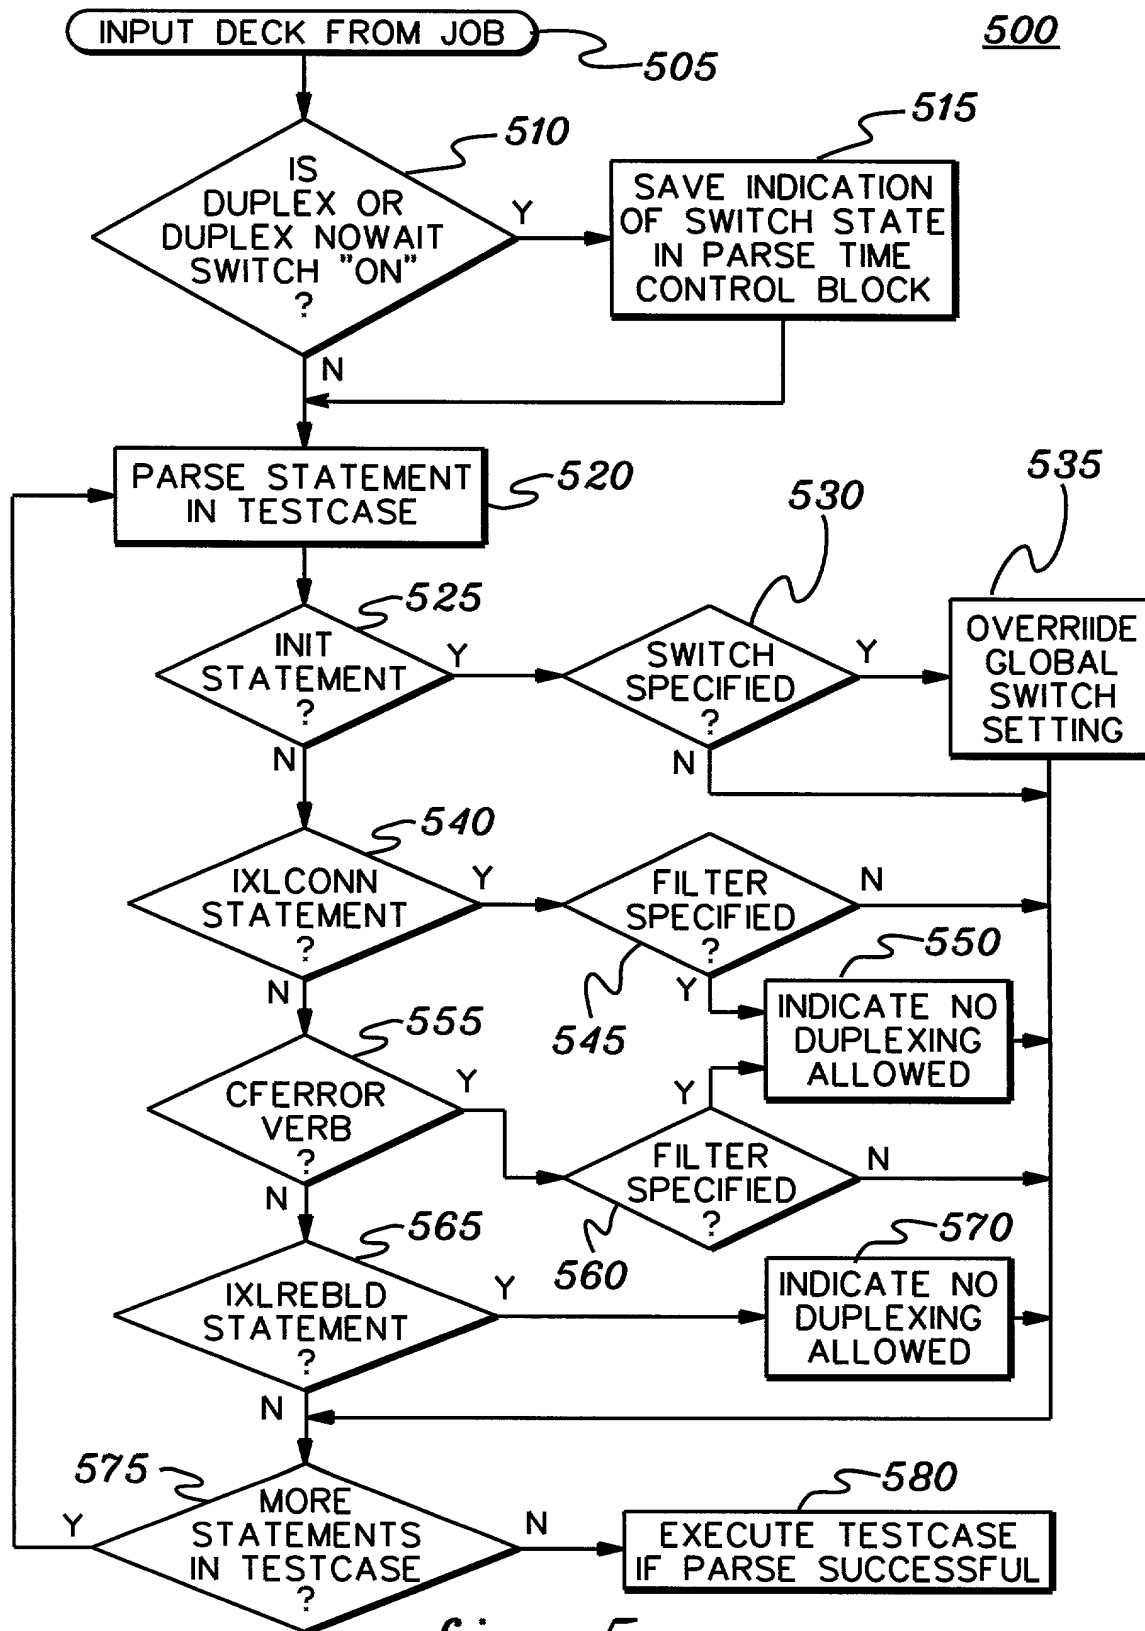 INPUT DECK FROM JOB
500
505
510
515
IS
DUPLEX OR
DUPLEX NOWAIT
SWITCH "ON"
?
Y
SAVE INDICATION
OF SWITCH STATE
IN PARSE TIME
CONTROL BLOCK
N
PARSE STATEMENT
IN TESTCASE
520
530
535
525
INIT
STATEMENT
?
Y
SWITCH
SPECIFIED
?
Y
OVERRIIDE
GLOBAL
SWITCH
SETTING
N
N
540
IXLCONN
STATEMENT
?
Y
FILTER
SPECIFIED
?
N
545
Y
550
INDICATE NO
DUPLEXING
ALLOWED
N
555
CFERROR
VERB
?
Y
Y
FILTER
SPECIFIED
?
N
560
N
565
IXLREBLD
STATEMENT
?
Y
570
INDICATE NO
DUPLEXING
ALLOWED
N
575
MORE
STATEMENTS
IN TESTCASE
?
Y
N
580
EXECUTE TESTCASE
IF PARSE SUCCESSFUL